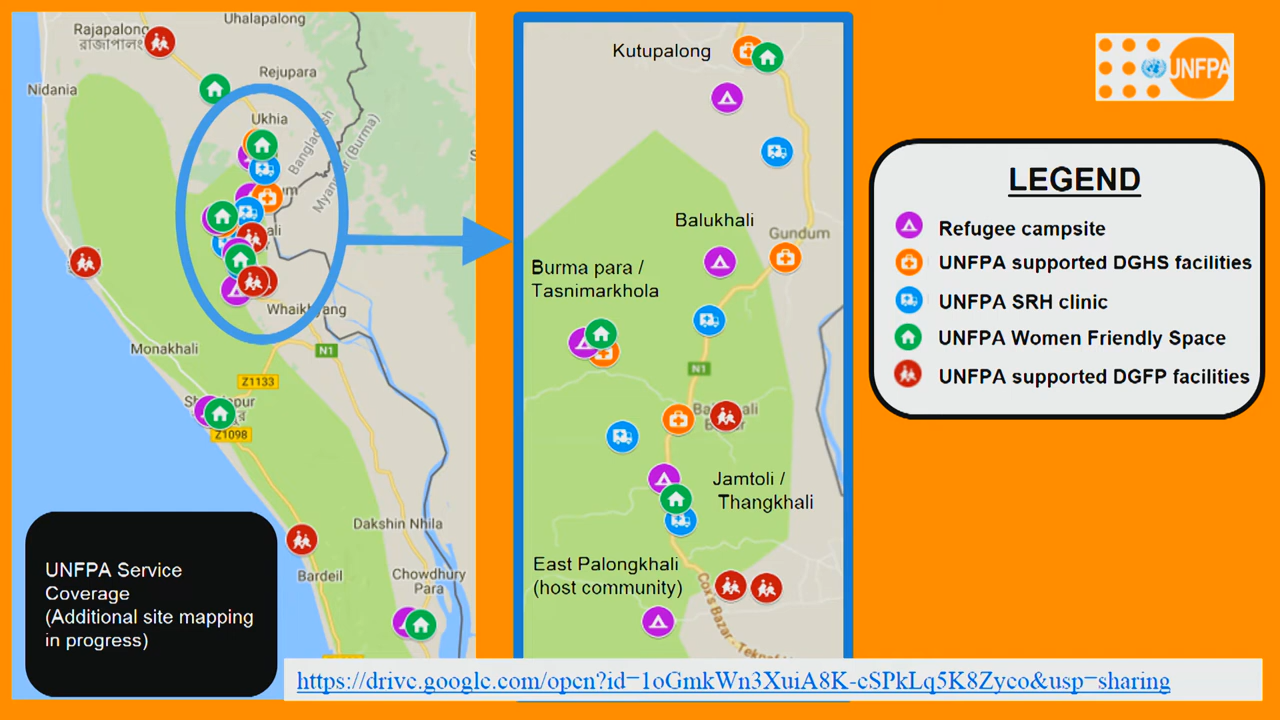 Uhalapalong
Rajapalong
রাজাপালং
Rejupara
Nidania
Ukhia
Bangladesh
Myanmar (Burma)
Whaikhyang
Monakhali
N1
Z1133
Z1098
Dakshin Nhila
Bardeil
Chowdhury
Para
UNFPA Service
Coverage
(Additional site mapping
in progress)
Kutupalong
Balukhali
Gundum
Burma para /
Tasnimarkhola
N1
Jamtoli /
Thangkhali
East Palongkhali
(host community)
Cox's Bazar -
UNFPA
LEGEND
Refugee campsite
UNFPA supported DGHS facilities
UNFPA SRH clinic
UNFPA Women Friendly Space
UNFPA supported DGFP facilities
https://drive.google.com/open?id=1oGmkWn3XuiA8K-cSPkLq5K8Zyco&usp=sharing